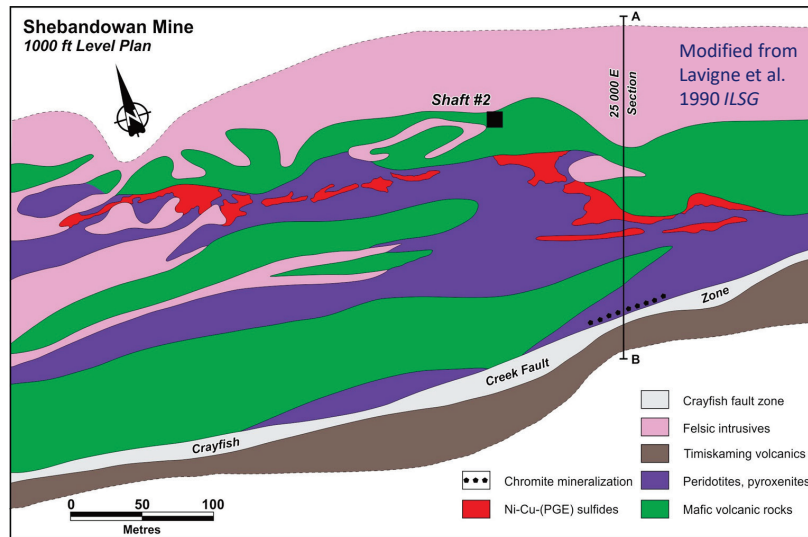 Shebandowan Mine
1000 ft Level Plan
N
Shaft #2
A
25 000 E
Section
Modified from
Lavigne et al.
1990 ILSG
Zone
Creek Fault
Crayfish
B
0 50 100
Metres
Crayfish fault zone
Felsic intrusives
Timiskaming volcanics
Chromite mineralization
Peridotites, pyroxenites
Ni-Cu-(PGE) sulfides
Mafic volcanic rocks